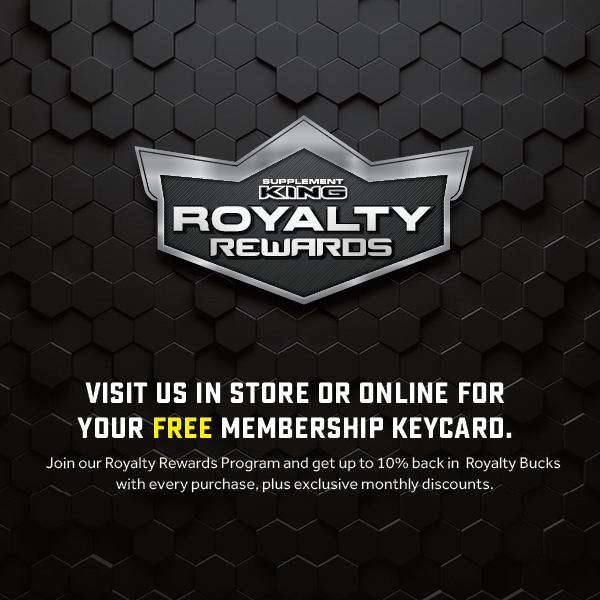 SUPPLEMENT
KING
ROYALTY
REWARDS
VISIT US IN STORE OR ONLINE FOR
YOUR FREE MEMBERSHIP KEYCARD.
Join our Royalty Rewards Program and get up to 10% back in Royalty Bucks
with every purchase, plus exclusive monthly discounts.